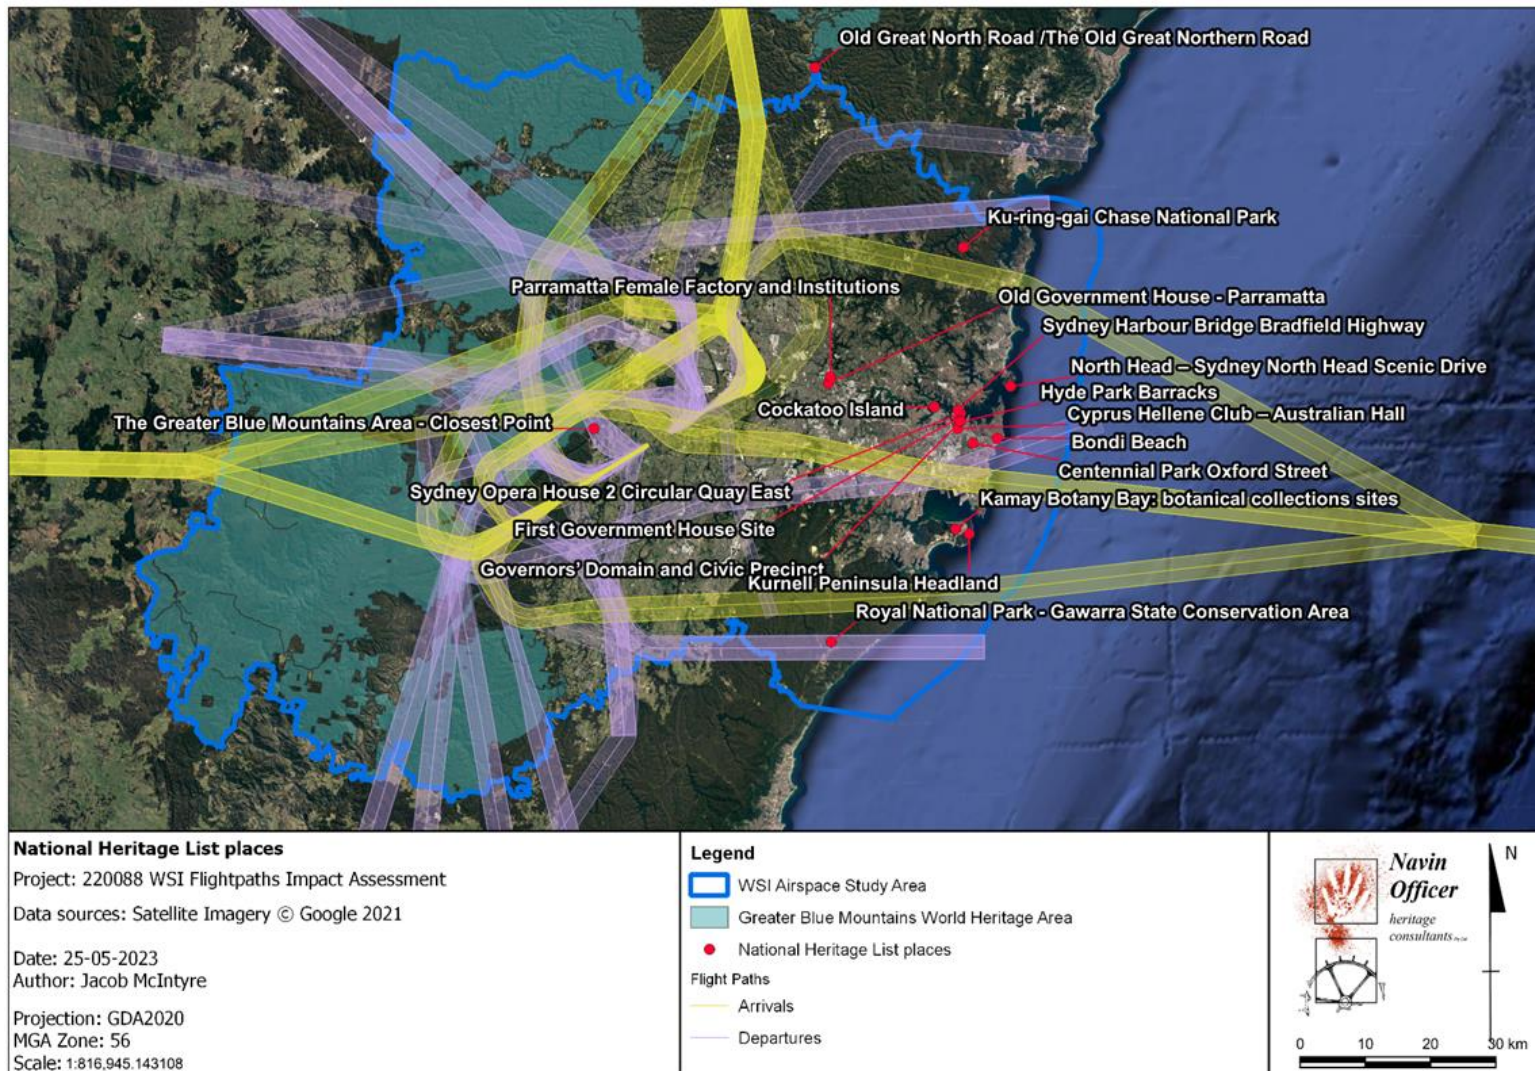 Old Great North Road /The Old Great Northern Road
Ku-ring-gai Chase National Park
Parramatta Female Factory and Institutions
Old Government House - Parramatta
Sydney Harbour Bridge Bradfield Highway
North Head – Sydney North Head Scenic Drive
Hyde Park Barracks
Cockatoo Island
Cyprus Hellene Club – Australian Hall
The Greater Blue Mountains Area - Closest Point
Bondi Beach
Centennial Park Oxford Street
Sydney Opera House 2 Circular Quay East
Kamay Botany Bay: botanical collections sites
First Government House Site
Governors' Domain and Civic Precinct
Kurnell Peninsula Headland
Royal National Park - Gawarra State Conservation Area
National Heritage List places
Project: 220088 WSI Flightpaths Impact Assessment
Data sources: Satellite Imagery © Google 2021
Date: 25-05-2023
Author: Jacob McIntyre
Projection: GDA2020
MGA Zone: 56
Scale: 1:816,945.143108
Legend
WSI Airspace Study Area
Greater Blue Mountains World Heritage Area
National Heritage List places
Flight Paths
Arrivals
Departures
Navin
Officer
heritage
consultants
N
0 10 20 30 km